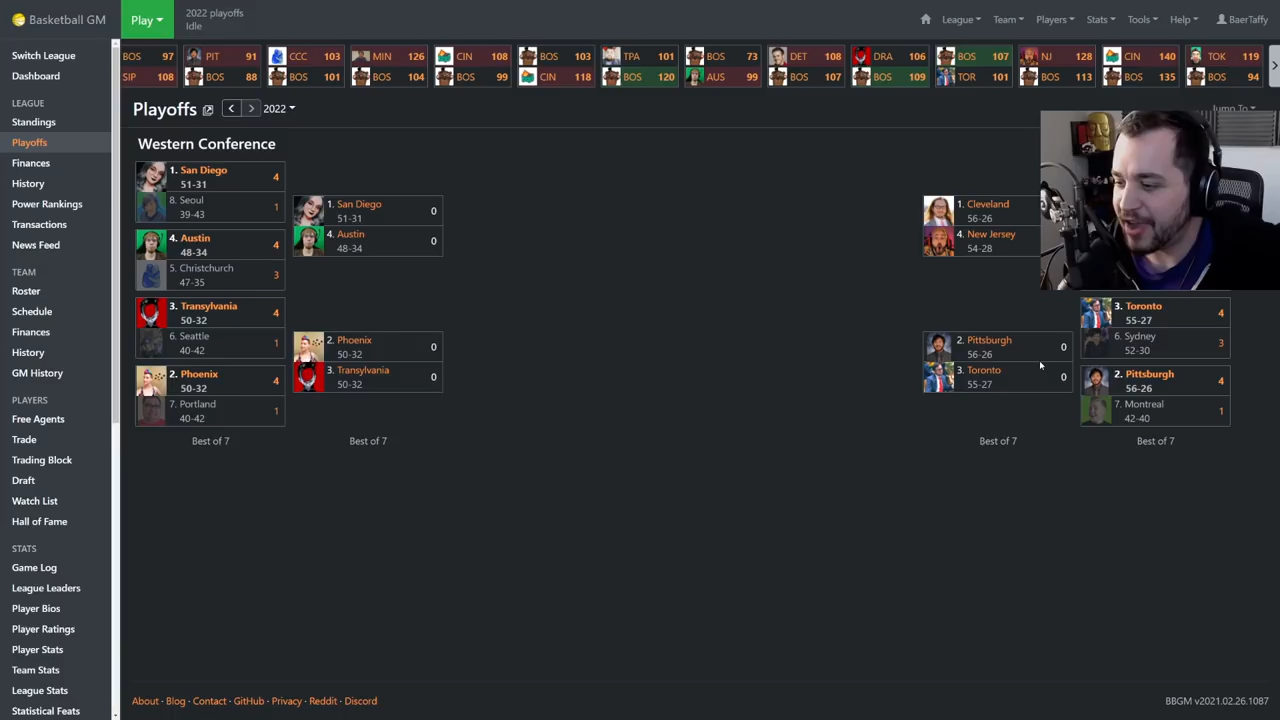 Basketball GM
Play
2022 playoffs
Idle
League
Team
Players
Stats
Tools
Help
BaerTaffy
BOS 97
SIP 108
PIT 91
BOS 88
CCC 103
BOS 101
MIN 126
BOS 104
CIN 108
BOS 99
BOS 103
CIN 118
TPA 101
BOS 120
BOS 73
AUS 99
DET 108
BOS 107
DRA 106
BOS 109
BOS 107
TOR 101
NJ 128
BOS 113
CIN 140
BOS 135
TOK 119
BOS 94
Switch League
Dashboard
LEAGUE
Standings
Playoffs
Finances
History
Power Rankings
Transactions
News Feed
TEAM
Roster
Schedule
Finances
History
GM History
PLAYERS
Free Agents
Trade
Trading Block
Draft
Watch List
Hall of Fame
STATS
Game Log
League Leaders
Player Bios
Player Ratings
Player Stats
Team Stats
League Stats
Statistical Feats
Playoffs
2022
Jump To
Western Conference
1. San Diego
51-31
4
8. Seoul
39-43
1
4. Austin
48-34
4
5. Christchurch
47-35
3
3. Transylvania
50-32
4
6. Seattle
40-42
1
2. Phoenix
50-32
4
7. Portland
40-42
1
Best of 7
1. San Diego
51-31
0
4. Austin
48-34
0
2. Phoenix
50-32
0
3. Transylvania
50-32
0
Best of 7
1. Cleveland
56-26
4. New Jersey
54-28
2. Pittsburgh
56-26
0
3. Toronto
55-27
0
Best of 7
3. Toronto
55-27
4
6. Sydney
52-30
3
2. Pittsburgh
56-26
4
7. Montreal
42-40
1
Best of 7
About · Blog · Contact · GitHub · Privacy · Reddit · Discord
BBGM v2021.02.26.1087